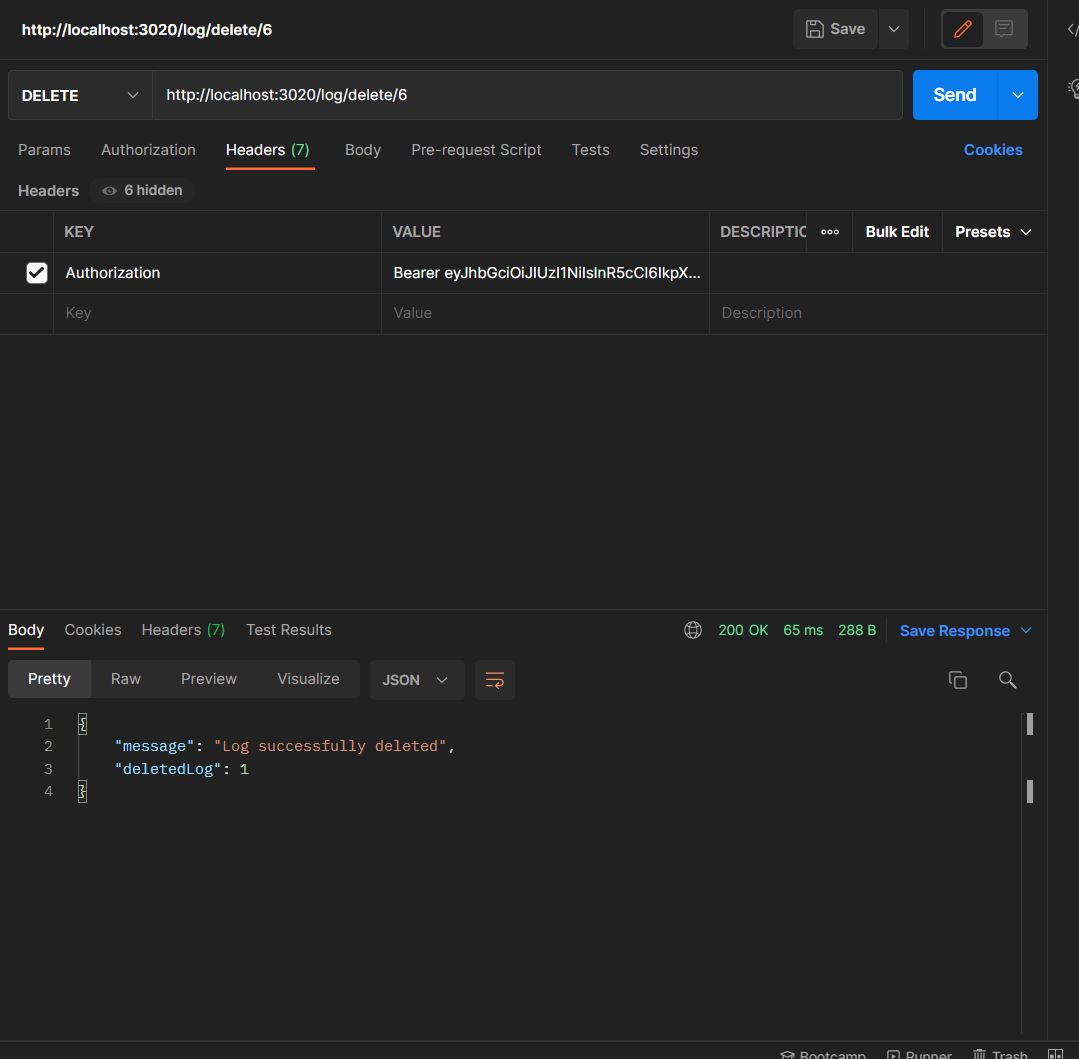 http://localhost:3020/log/delete/6
Save
DELETE http://localhost:3020/log/delete/6 Send
Params Authorization Headers (7) Body Pre-request Script Tests Settings Cookies
Headers 6 hidden
KEY VALUE DESCRIPTIC Bulk Edit Presets
Authorization Bearer eyJhbGciOiJIUzI1NiIsInR5cCI6IkpX...
Key Value Description
Body Cookies Headers (7) Test Results 200 OK 65 ms 288 B Save Response
Pretty Raw Preview Visualize JSON
1 {
2 "message": "Log successfully deleted",
3 "deletedLog": 1
4 }
Bootcamp Runner Trash